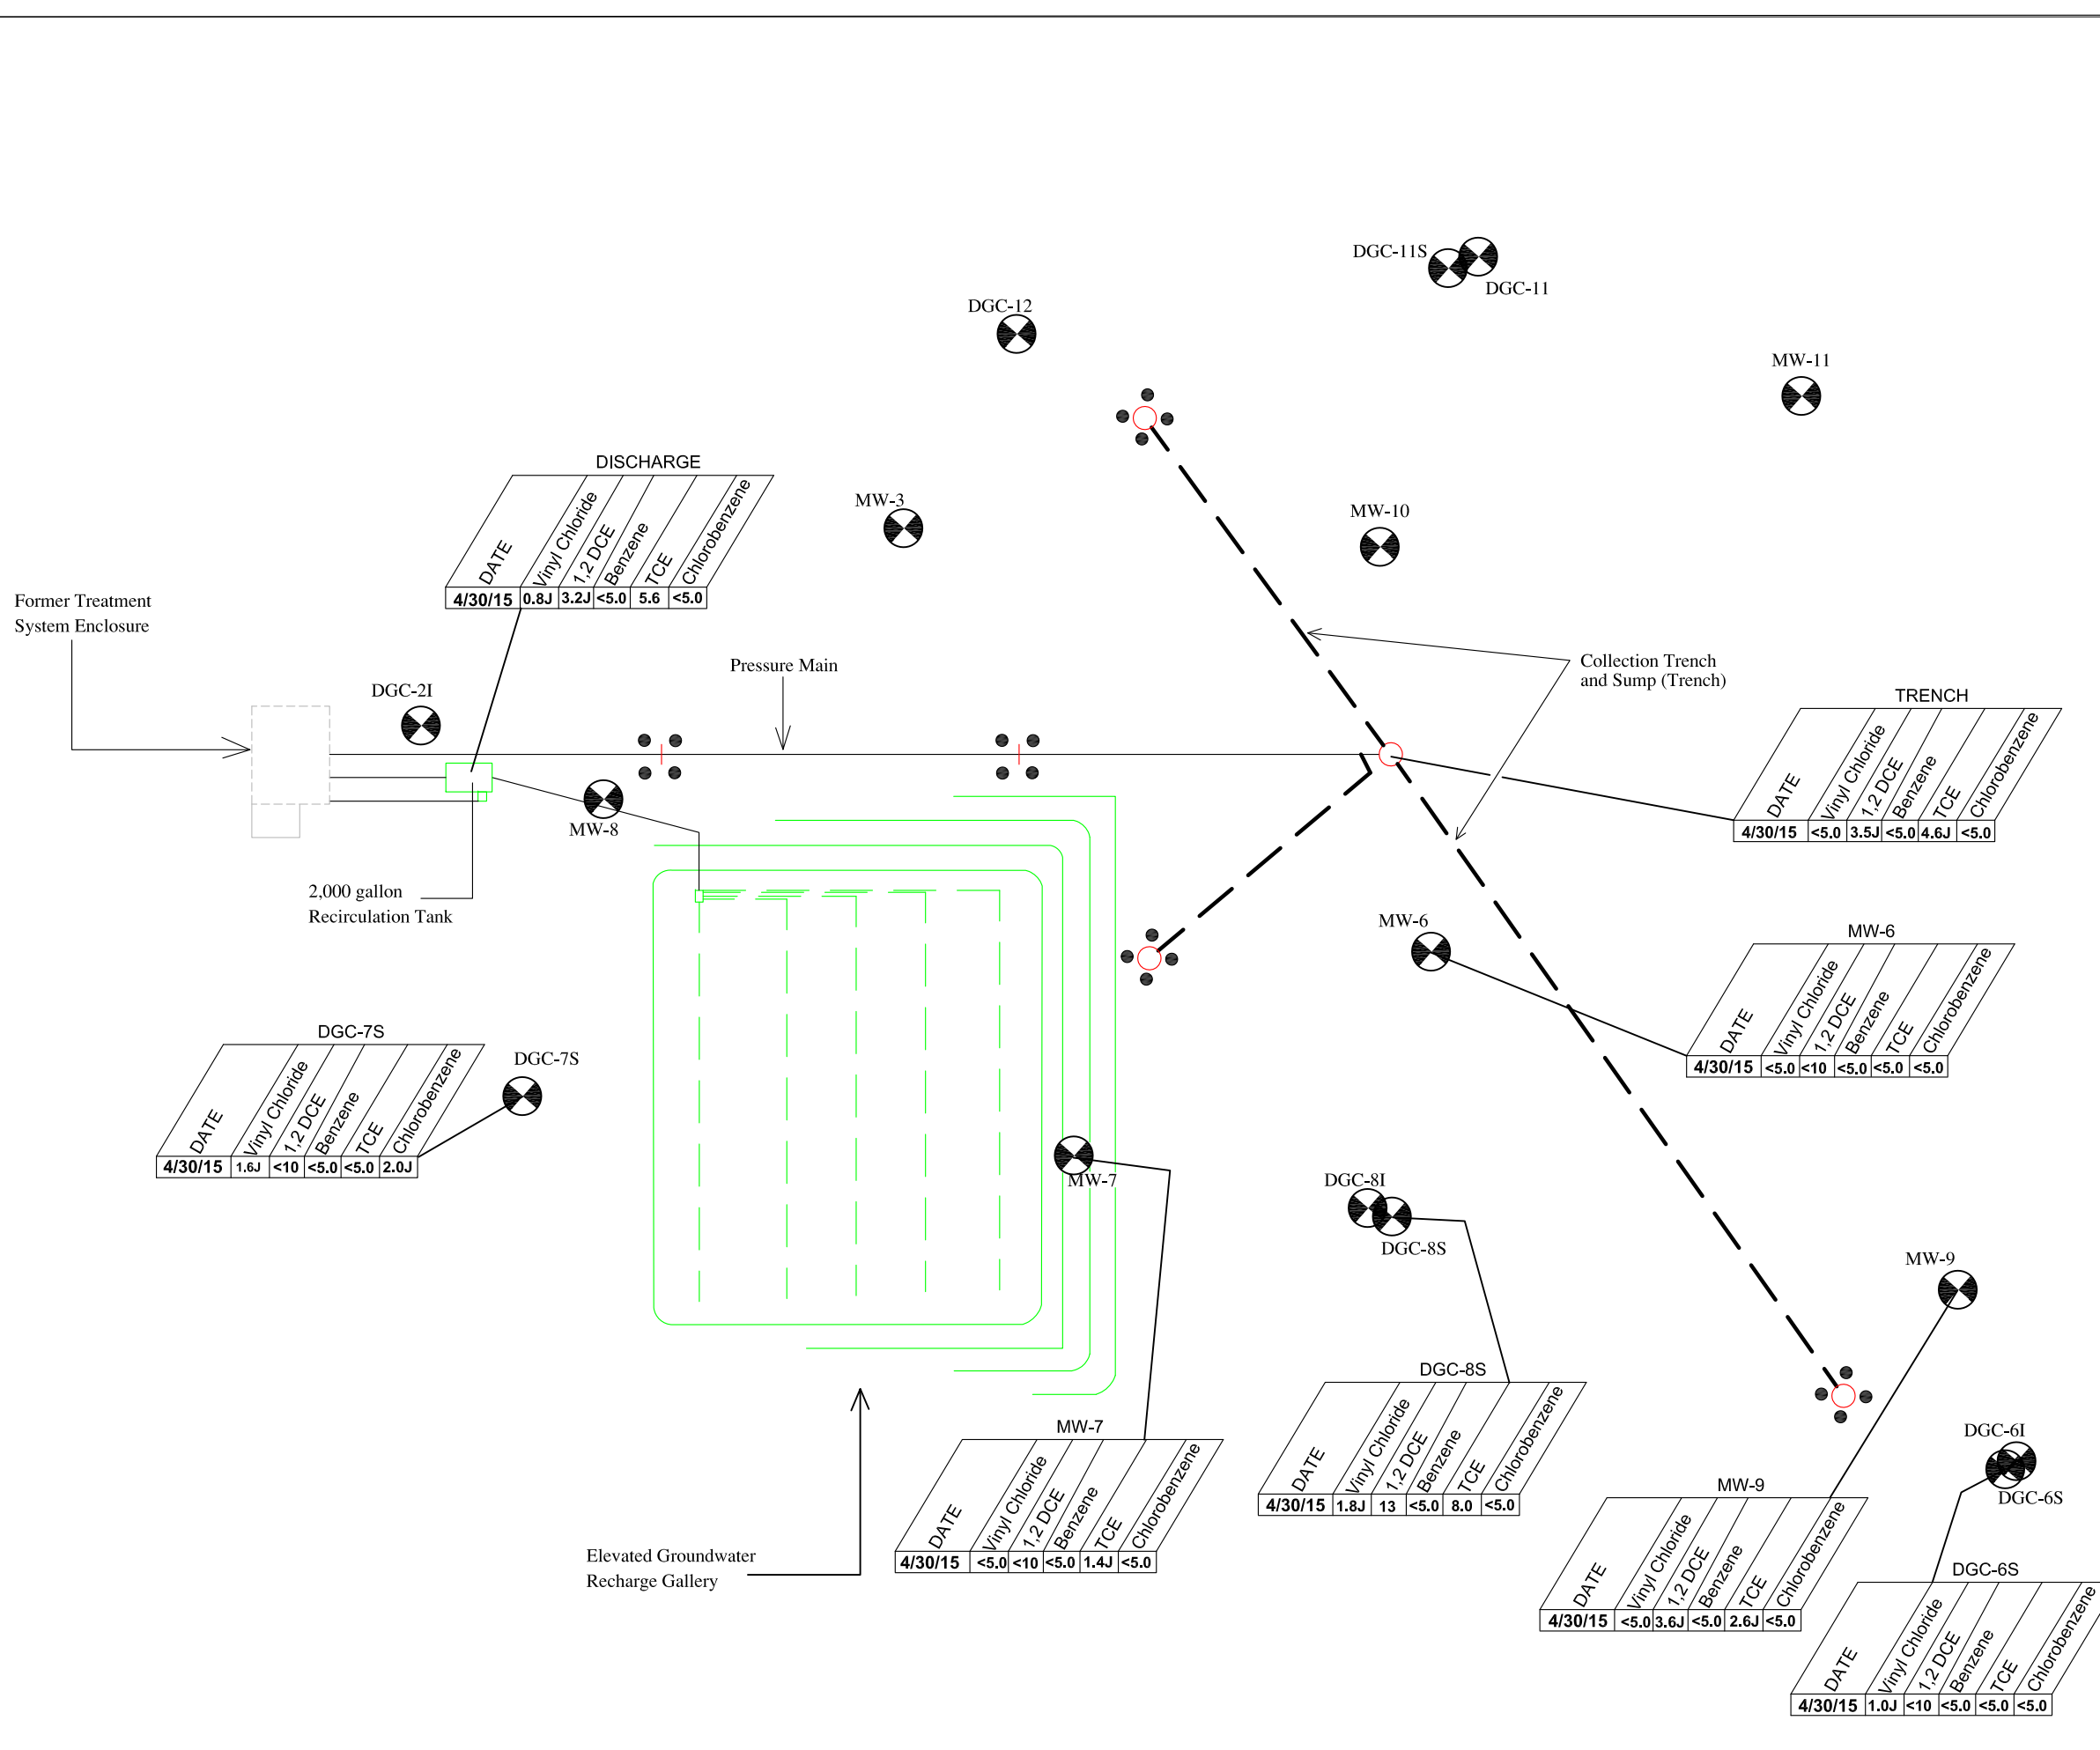 DGC-11S
DGC-11
DGC-12
MW-11
DISCHARGE
DATE Vinyl Chloride 1,2 DCE Benzene TCE Chlorobenzene
4/30/15 0.8J 3.2J <5.0 5.6 <5.0
MW-3
MW-10
Former Treatment
System Enclosure
Pressure Main
Collection Trench
and Sump (Trench)
DGC-2I
TRENCH
DATE Vinyl Chloride 1,2 DCE Benzene TCE Chlorobenzene
4/30/15 <5.0 3.5J <5.0 4.6J <5.0
MW-8
2,000 gallon
Recirculation Tank
MW-6
MW-6
DATE Vinyl Chloride 1,2 DCE Benzene TCE Chlorobenzene
4/30/15 <5.0 <10 <5.0 <5.0 <5.0
DGC-7S
DATE Vinyl Chloride 1,2 DCE Benzene TCE Chlorobenzene
4/30/15 1.6J <10 <5.0 <5.0 2.0J
DGC-7S
MW-7
DGC-8I
DGC-8S
MW-9
DGC-8S
DATE Vinyl Chloride 1,2 DCE Benzene TCE Chlorobenzene
4/30/15 1.8J 13 <5.0 8.0 <5.0
MW-7
DATE Vinyl Chloride 1,2 DCE Benzene TCE Chlorobenzene
4/30/15 <5.0 <10 <5.0 1.4J <5.0
DGC-6I
DGC-6S
MW-9
DATE Vinyl Chloride 1,2 DCE Benzene TCE Chlorobenzene
4/30/15 <5.0 3.6J <5.0 2.6J <5.0
Elevated Groundwater
Recharge Gallery
DGC-6S
DATE Vinyl Chloride 1,2 DCE Benzene TCE Chlorobenzene
4/30/15 1.0J <10 <5.0 <5.0 <5.0